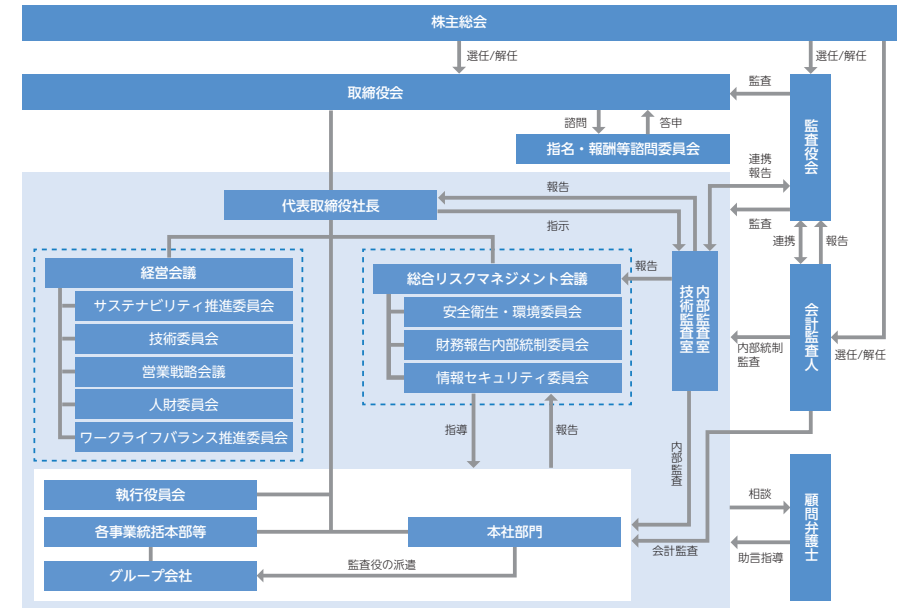 株主総会
選任/解任
選任/解任
取締役会
監査
監査役会
諮問
答申
指名・報酬等諮問委員会
連携
報告
報告
代表取締役社長
指示
監査
連携
報告
経営会議
サステナビリティ推進委員会
技術委員会
営業戦略会議
人財委員会
ワークライフバランス推進委員会
総合リスクマネジメント会議
安全衛生・環境委員会
財務報告内部統制委員会
情報セキュリティ委員会
報告
内部監査室
技術監査室
会計監査人
内部統制
監査
選任/解任
指導
報告
内部監査
執行役員会
各事業統括本部等
本社部門
グループ会社
監査役の派遣
会計監査
相談
顧問弁護士
助言指導